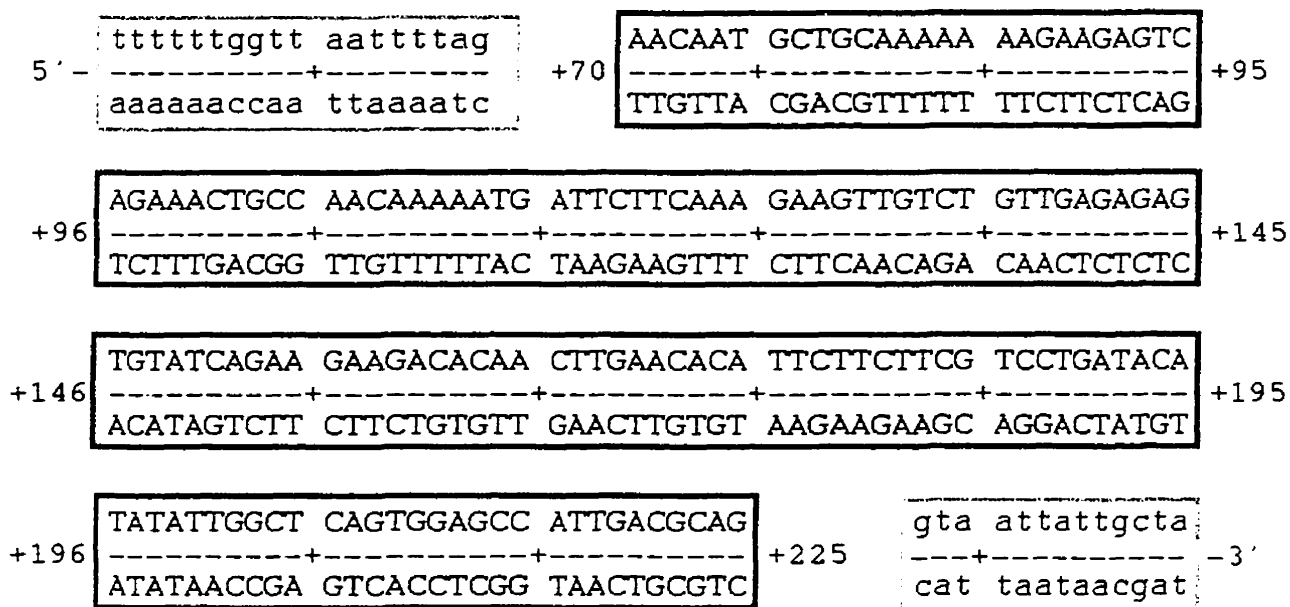 ttttttggtt aattttag AACAAT GCTGCAAAAA AAGAAGAGTC
5´- ----------+-------- +70 ------+----------+---------- +95
aaaaaaccaa ttaaaatc TTGTTA CGACGTTTTT TTCTTCTCAG
AGAAACTGCC AACAAAAATG ATTCTTCAAA GAAGTTGTCT GTTGAGAGAG
+96 ----------+----------+----------+----------+---------- +145
TCTTTGACGG TTGTTTTTAC TAAGAAGTTT CTTCAACAGA CAACTCTCTC
TGTATCAGAA GAAGACACAA CTTGAACACA TTCTTCTTCG TCCTGATACA
+146 ----------+----------+----------+----------+---------- +195
ACATAGTCTT CTTCTGTGTT GAACTTGTGT AAGAAGAAGC AGGACTATGT
TATATTGGCT CAGTGGAGCC ATTGACGCAG gta attattgcta
+196 ----------+----------+---------- +225 ---+---------- -3´
ATATAACCGA GTCACCTCGG TAACTGCGTC cat taataacgat